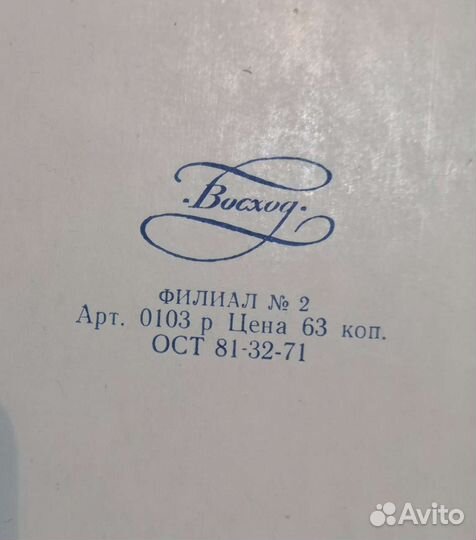 ·Восход·
ФИЛИАЛ № 2
Арт. 0103 р Цена 63 коп.
ОСТ 81-32-71
Avito